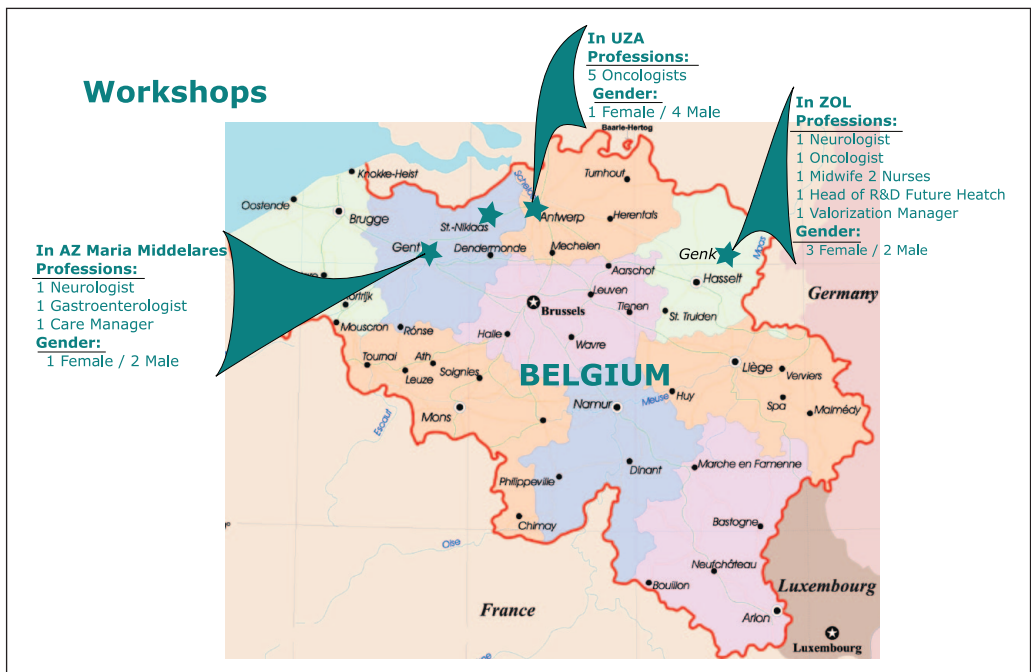 Workshops
In UZA
Professions:
5 Oncologists
Gender:
1 Female / 4 Male
In ZOL
Professions:
1 Neurologist
1 Oncologist
1 Midwife 2 Nurses
1 Head of R&D Future Heatch
1 Valorization Manager
Gender:
3 Female / 2 Male
In AZ Maria Middelares
Professions:
1 Neurologist
1 Gastroenterologist
1 Care Manager
Gender:
1 Female / 2 Male
Baarle-Hertog
Knokke-Heist
Turnhout
Oostende
Brugge
St.-Niklaas
Antwerp
Herentals
Gent
Dendermonde
Mechelen
Genk
Maas
Aarschot
Hasselt
Germany
Leuven
Brussels
Tienen
St. Truiden
Mouscron
Rónse
Halle
Wavre
Tournai
Ath
Leuze
Soignies
BELGIUM
Liège
Verviers
Meuse
Huy
Spa
Malmédy
Mons
Namur
Escaut
Dinant
Marche en Famenne
Philippeville
Chimay
Bastogne
Oise
Neufchâteau
Bouillon
Luxembourg
France
Arlon
Luxembourg